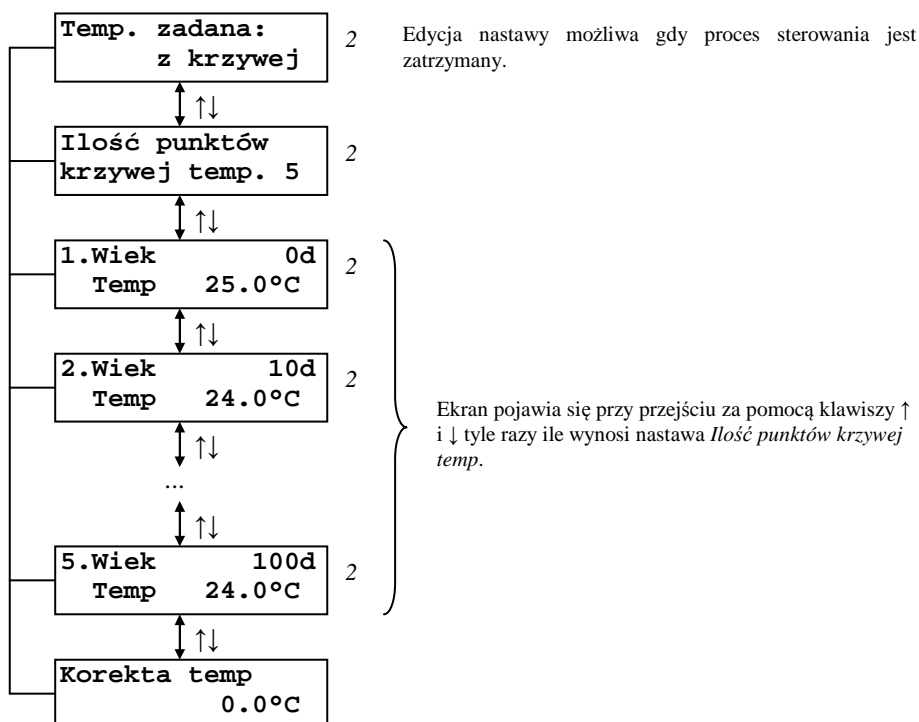 Temp. zadana:
z krzywej
2
Edycja nastawy możliwa gdy proces sterowania jest
zatrzymany.
↑↓
Ilość punktów
krzywej temp. 5
2
↑↓
1.Wiek 0d
Temp 25.0°C
2
↑↓
2.Wiek 10d
Temp 24.0°C
2
Ekran pojawia się przy przejściu za pomocą klawiszy ↑
i ↓ tyle razy ile wynosi nastawa Ilość punktów krzywej
temp.
↑↓
...
↑↓
5.Wiek 100d
Temp 24.0°C
2
↑↓
Korekta temp
0.0°C